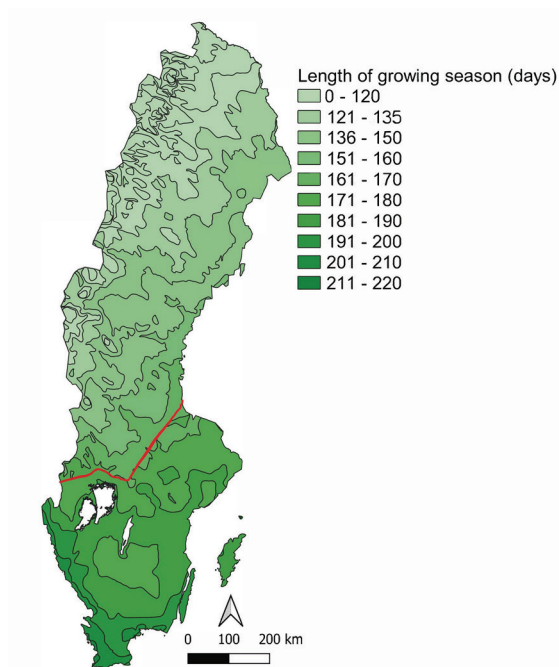 Length of growing season (days)
0 - 120
121 - 135
136 - 150
151 - 160
161 - 170
171 - 180
181 - 190
191 - 200
201 - 210
211 - 220
0 100 200 km